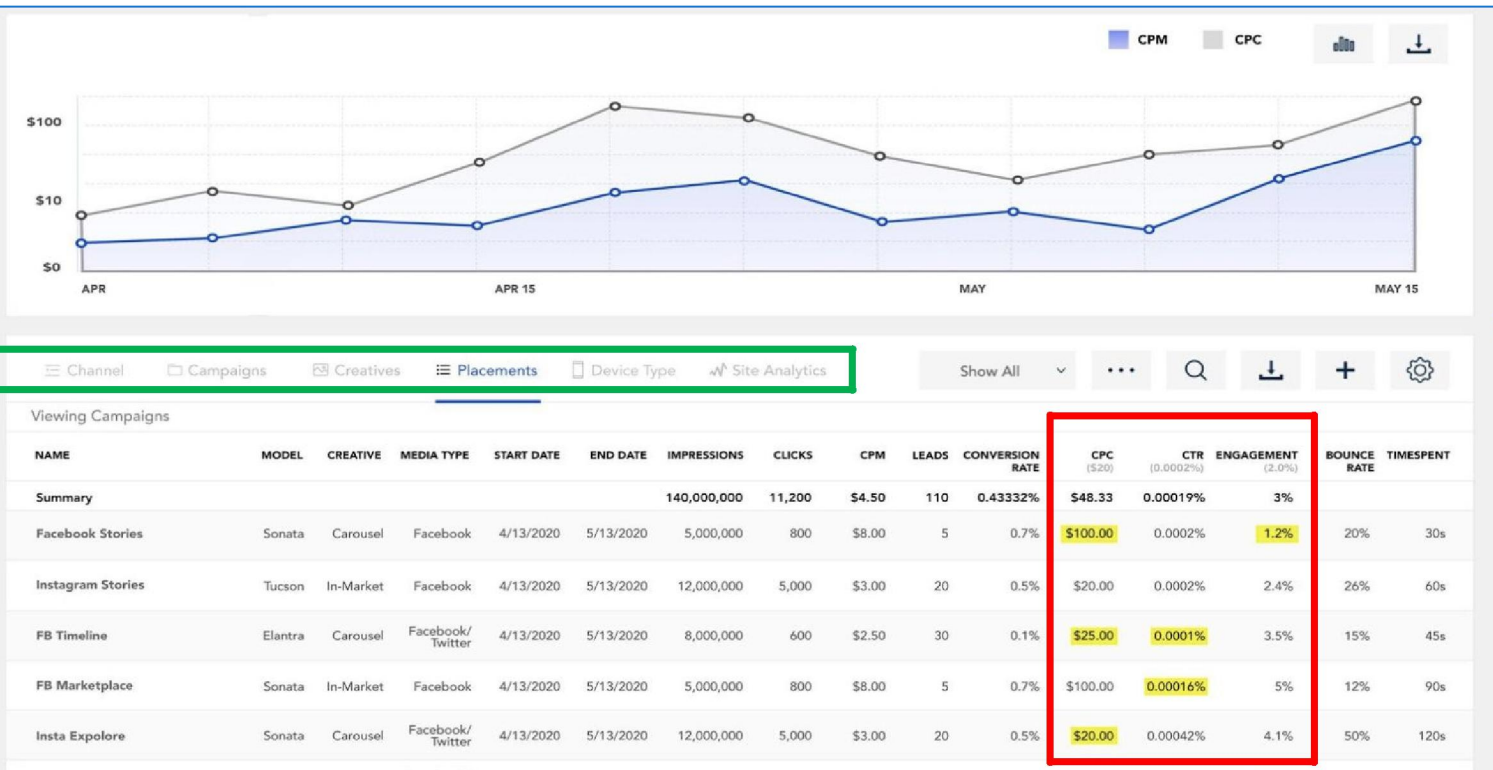 CPM CPC
$100
$10
$0
APR APR 15 MAY MAY 15
Channel Campaigns Creatives Placements Device Type Site Analytics Show All
Viewing Campaigns
NAME MODEL CREATIVE MEDIA TYPE START DATE END DATE IMPRESSIONS CLICKS CPM LEADS CONVERSION RATE CPC ($20) CTR (0.0002%) ENGAGEMENT (2.0%) BOUNCE RATE TIMESPENT
Summary 140,000,000 11,200 $4.50 110 0.43332% $48.33 0.00019% 3%
Facebook Stories Sonata Carousel Facebook 4/13/2020 5/13/2020 5,000,000 800 $8.00 5 0.7% $100.00 0.0002% 1.2% 20% 30s
Instagram Stories Tucson In-Market Facebook 4/13/2020 5/13/2020 12,000,000 5,000 $3.00 20 0.5% $20.00 0.0002% 2.4% 26% 60s
FB Timeline Elantra Carousel Facebook/ Twitter 4/13/2020 5/13/2020 8,000,000 600 $2.50 30 0.1% $25.00 0.0001% 3.5% 15% 45s
FB Marketplace Sonata In-Market Facebook 4/13/2020 5/13/2020 5,000,000 800 $8.00 5 0.7% $100.00 0.00016% 5% 12% 90s
Insta Expolore Sonata Carousel Facebook/ Twitter 4/13/2020 5/13/2020 12,000,000 5,000 $3.00 20 0.5% $20.00 0.00042% 4.1% 50% 120s